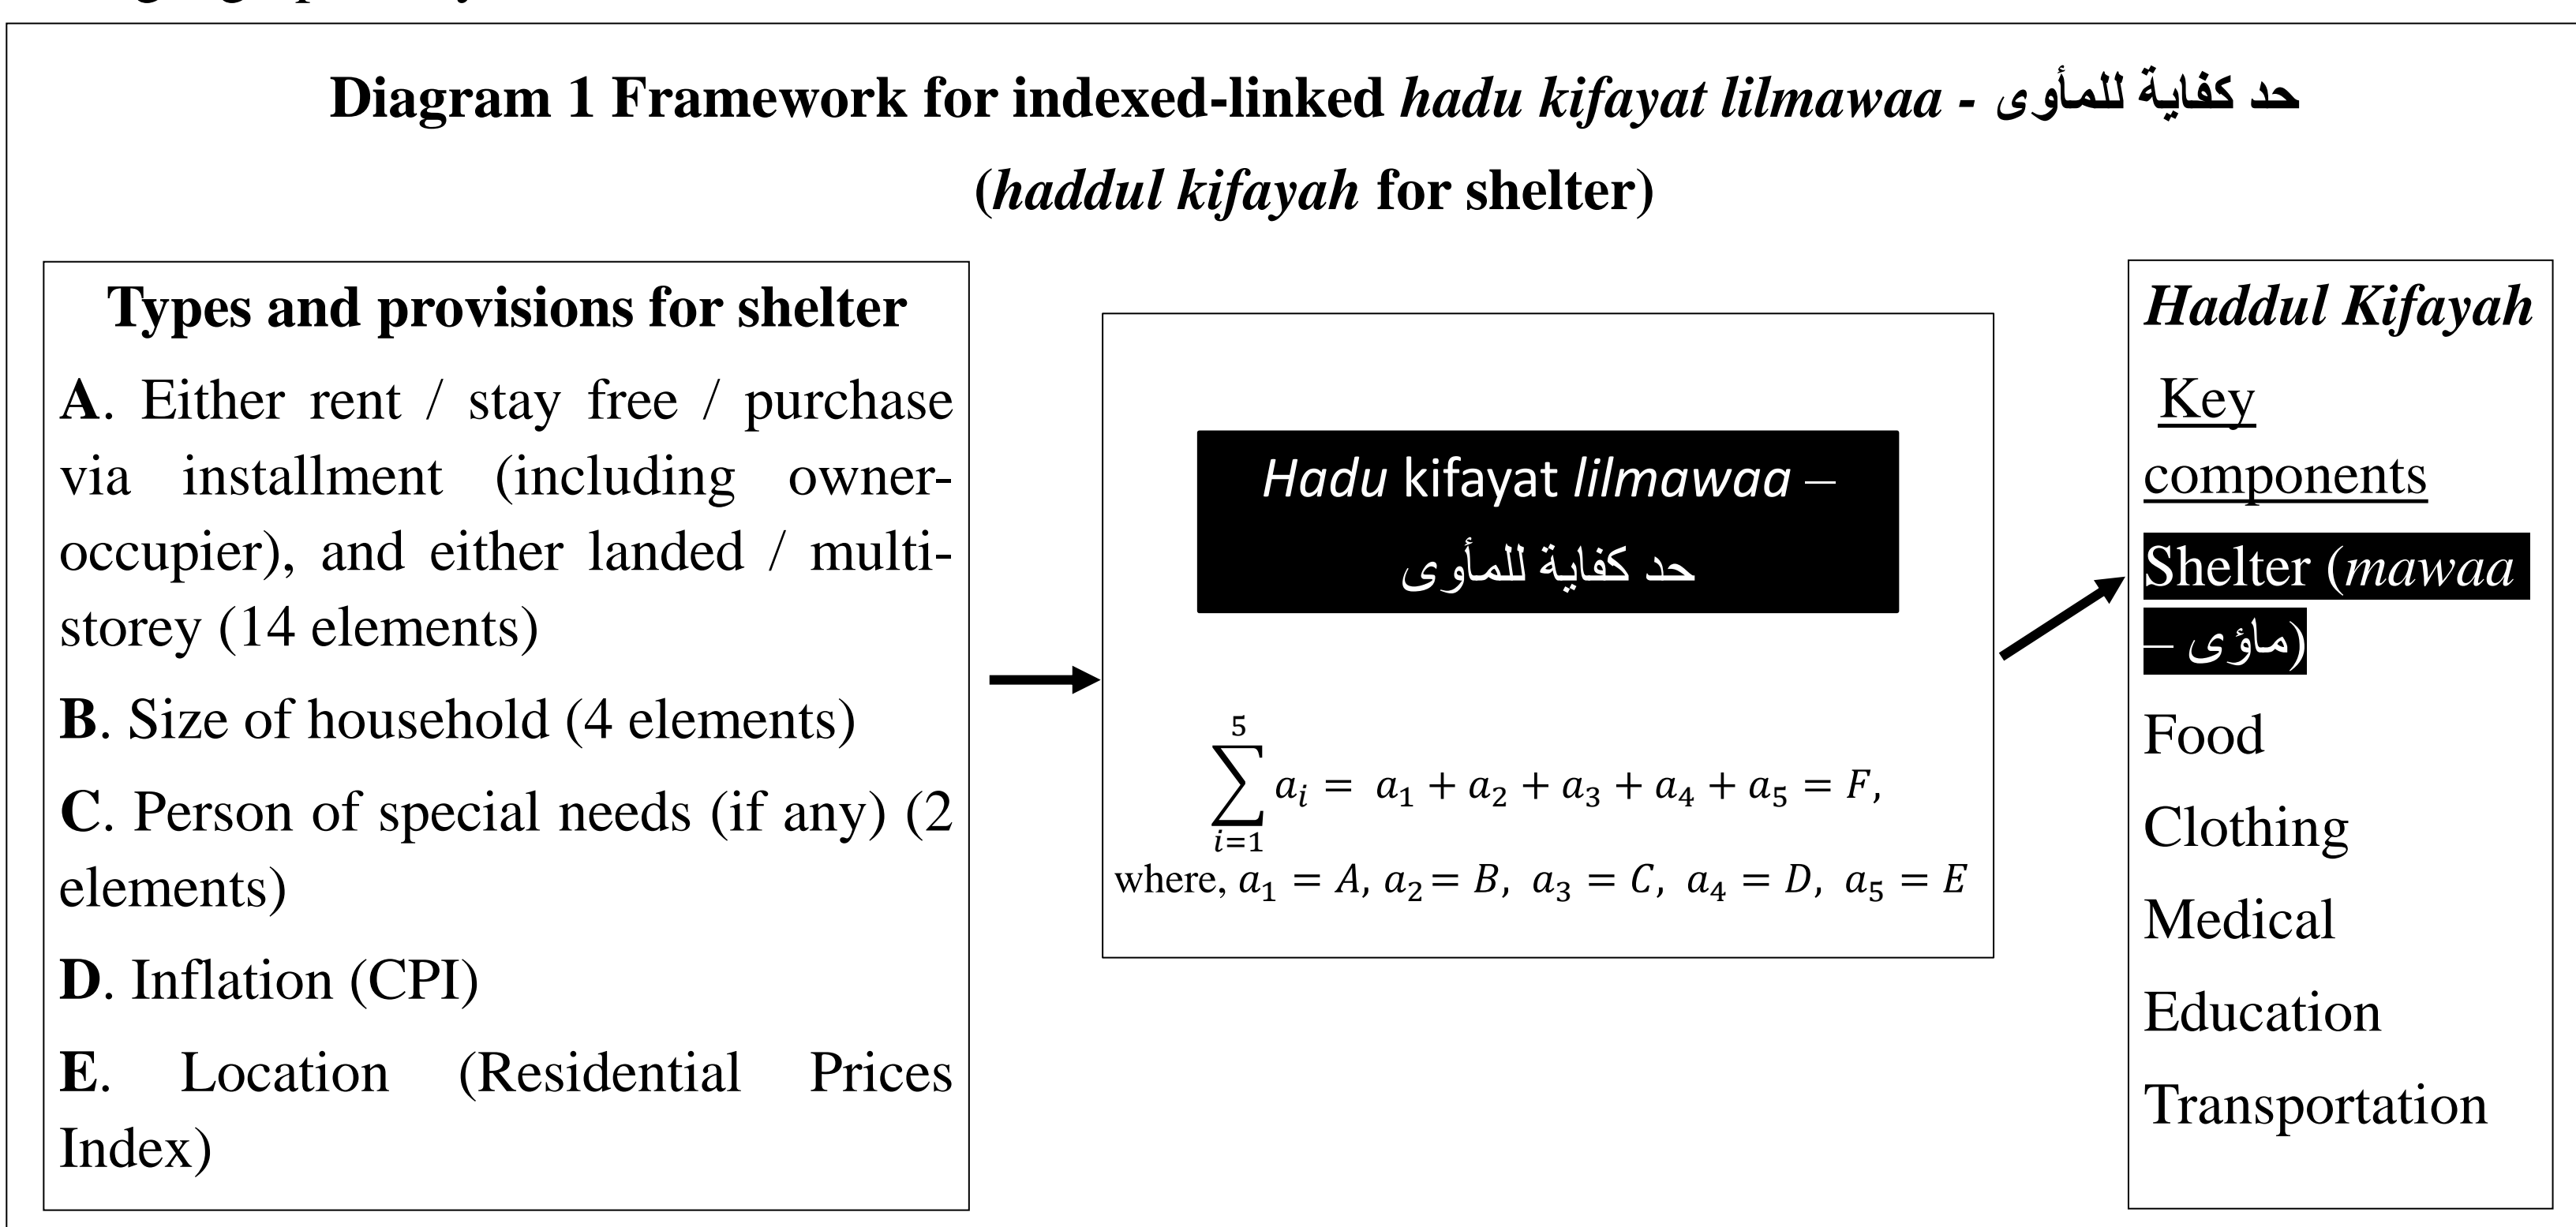 Diagram 1 Framework for indexed-linked hadu kifayat lilmawaa - حد كفاية للمأوى
(haddul kifayah for shelter)
Types and provisions for shelter
A. Either rent / stay free / purchase
via installment (including owner-
occupier), and either landed / multi-
storey (14 elements)
B. Size of household (4 elements)
C. Person of special needs (if any) (2
elements)
D. Inflation (CPI)
E. Location (Residential Prices
Index)
Hadu kifayat lilmawaa –
حد كفاية للمأوى
5
∑ aᵢ = a₁ + a₂ + a₃ + a₄ + a₅ = F,
i=1
where, a₁ = A, a₂ = B, a₃ = C, a₄ = D, a₅ = E
Haddul Kifayah
Key
components
Shelter (mawaa
– ماؤى)
Food
Clothing
Medical
Education
Transportation